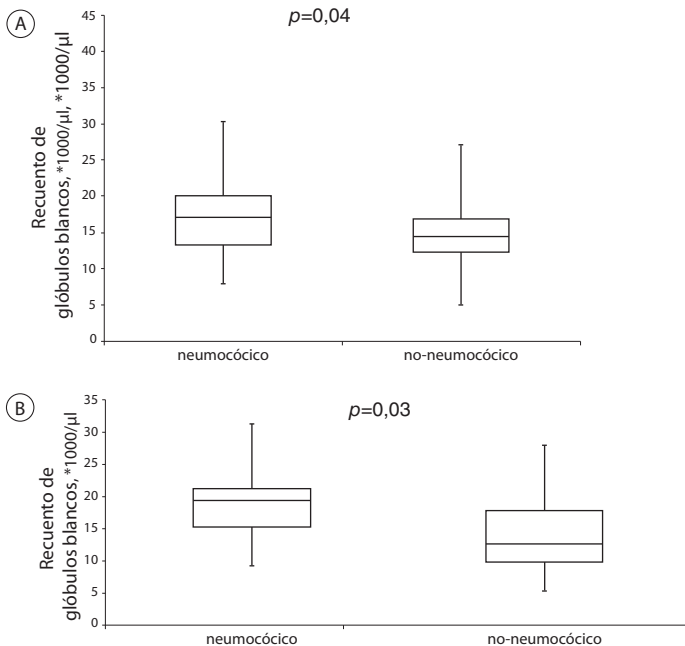 A
p=0,04
Recuento de
glóbulos blancos, *1000/µl, *1000/µl
45
40
35
30
25
20
15
10
5
0
neumocócico no-neumocócico
B
p=0,03
Recuento de
glóbulos blancos, *1000/µl
35
30
25
20
15
10
5
0
neumocócico no-neumocócico